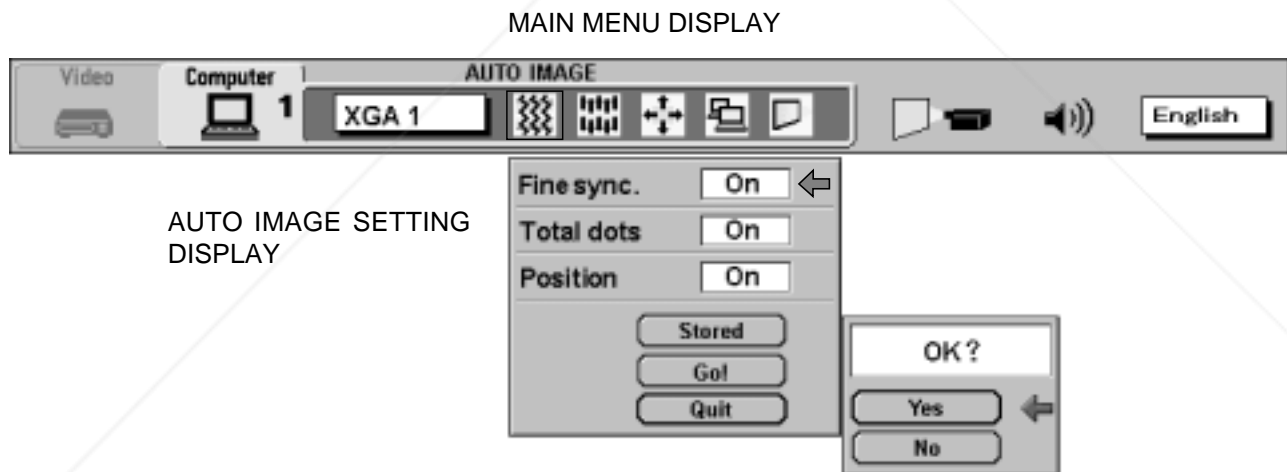 MAIN MENU DISPLAY
Video
Computer
1
AUTO IMAGE
XGA 1
English
AUTO IMAGE SETTING
DISPLAY
Fine sync. On
Total dots On
Position On
Stored
Go!
Quit
OK?
Yes
No